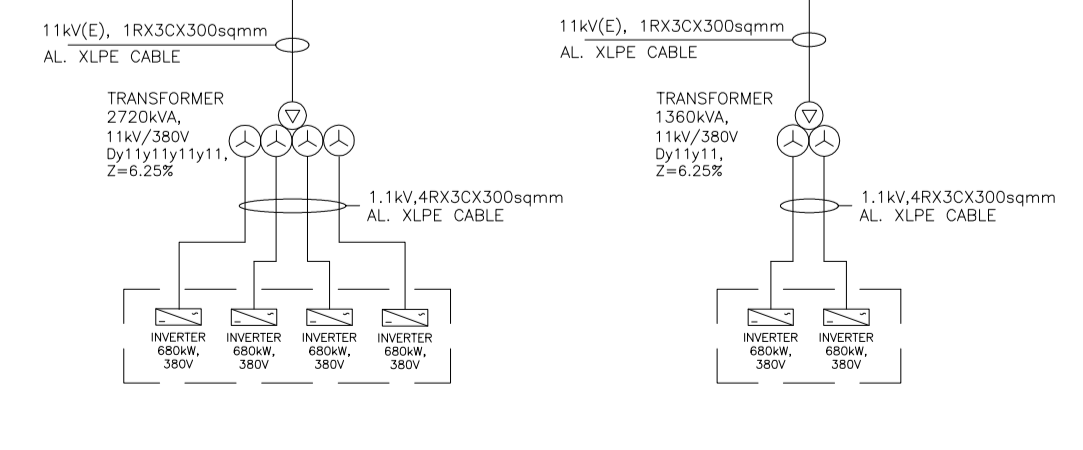 11kV(E), 1RX3CX300sqmm
AL. XLPE CABLE
TRANSFORMER
2720kVA,
11kV/380V
Dy11y11y11y11,
Z=6.25%
1.1kV,4RX3CX300sqmm
AL. XLPE CABLE
INVERTER
680kW,
380V
INVERTER
680kW,
380V
INVERTER
680kW,
380V
INVERTER
680kW,
380V
11kV(E), 1RX3CX300sqmm
AL. XLPE CABLE
TRANSFORMER
1360kVA,
11kV/380V
Dy11y11,
Z=6.25%
1.1kV,4RX3CX300sqmm
AL. XLPE CABLE
INVERTER
680kW,
380V
INVERTER
680kW,
380V